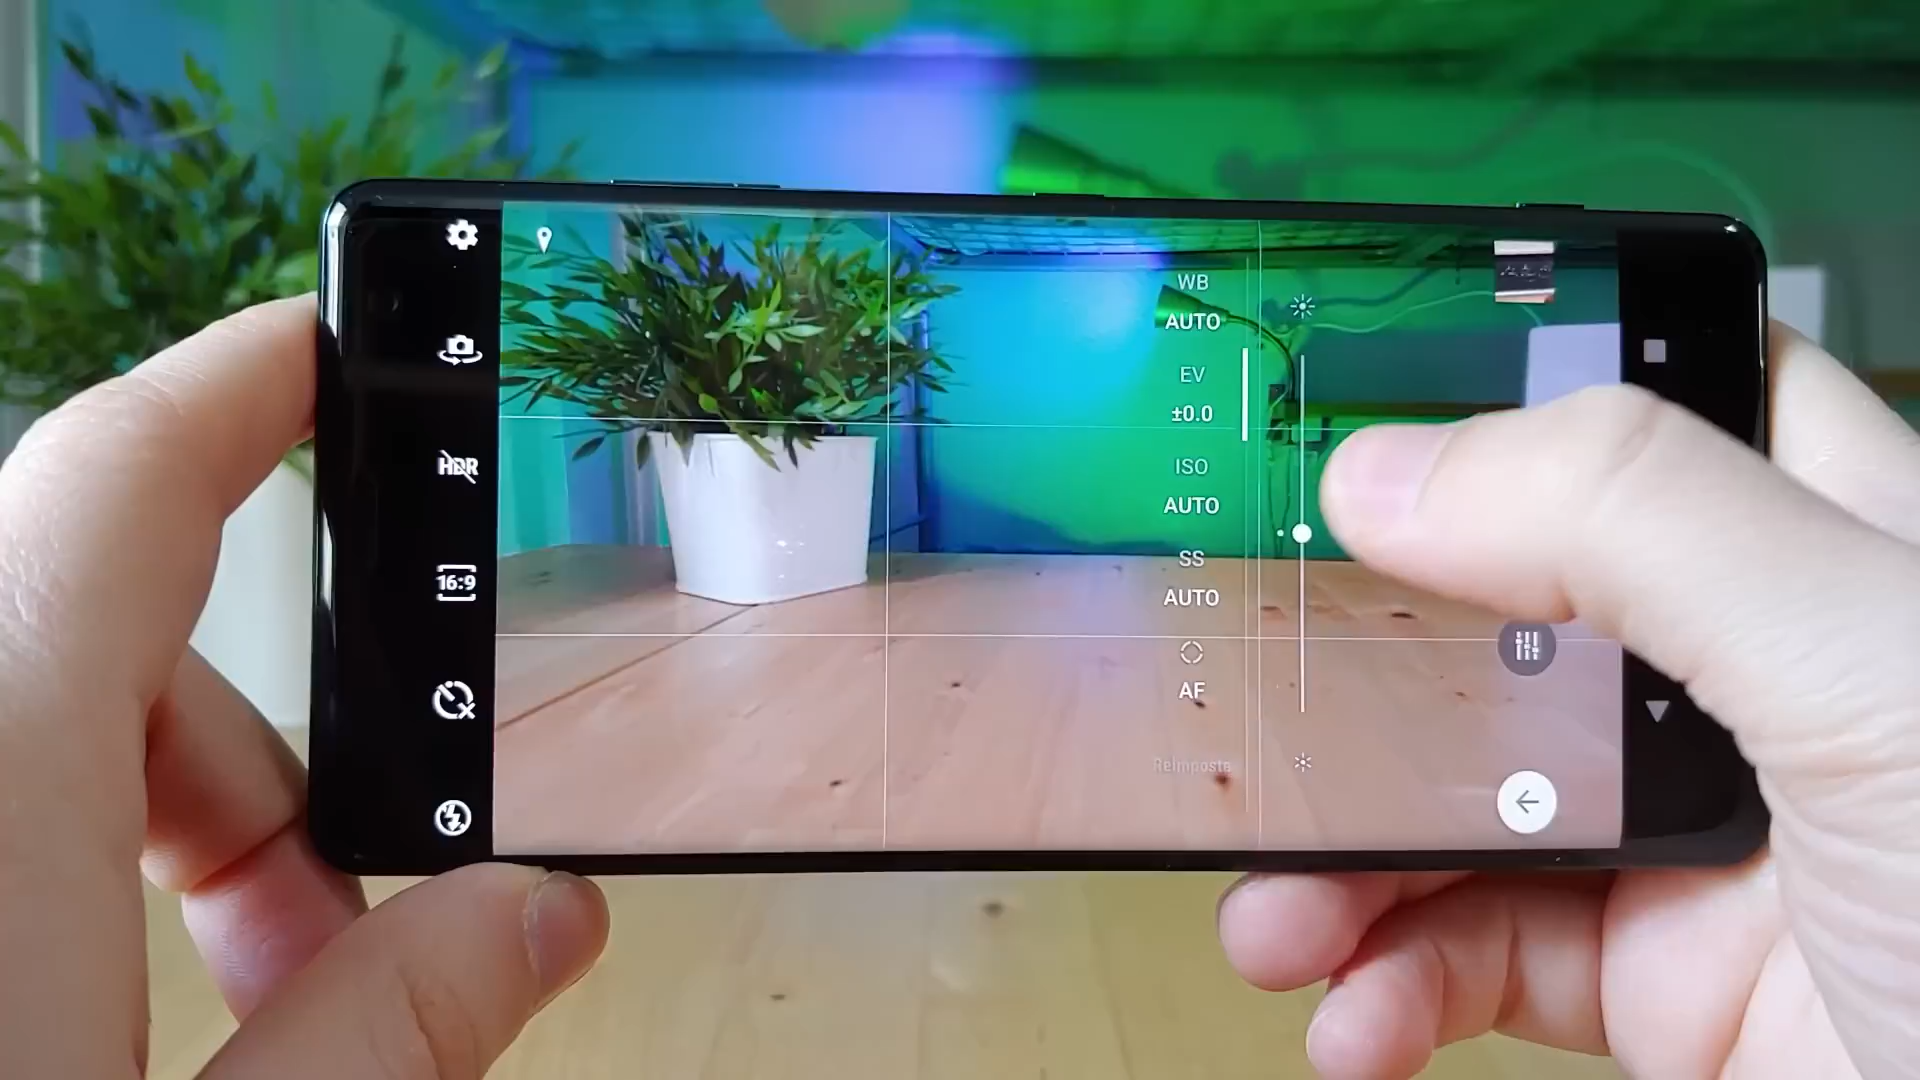 HDR
16:9
WB
AUTO
EV
±0.0
ISO
AUTO
SS
AUTO
AF
Reimposta